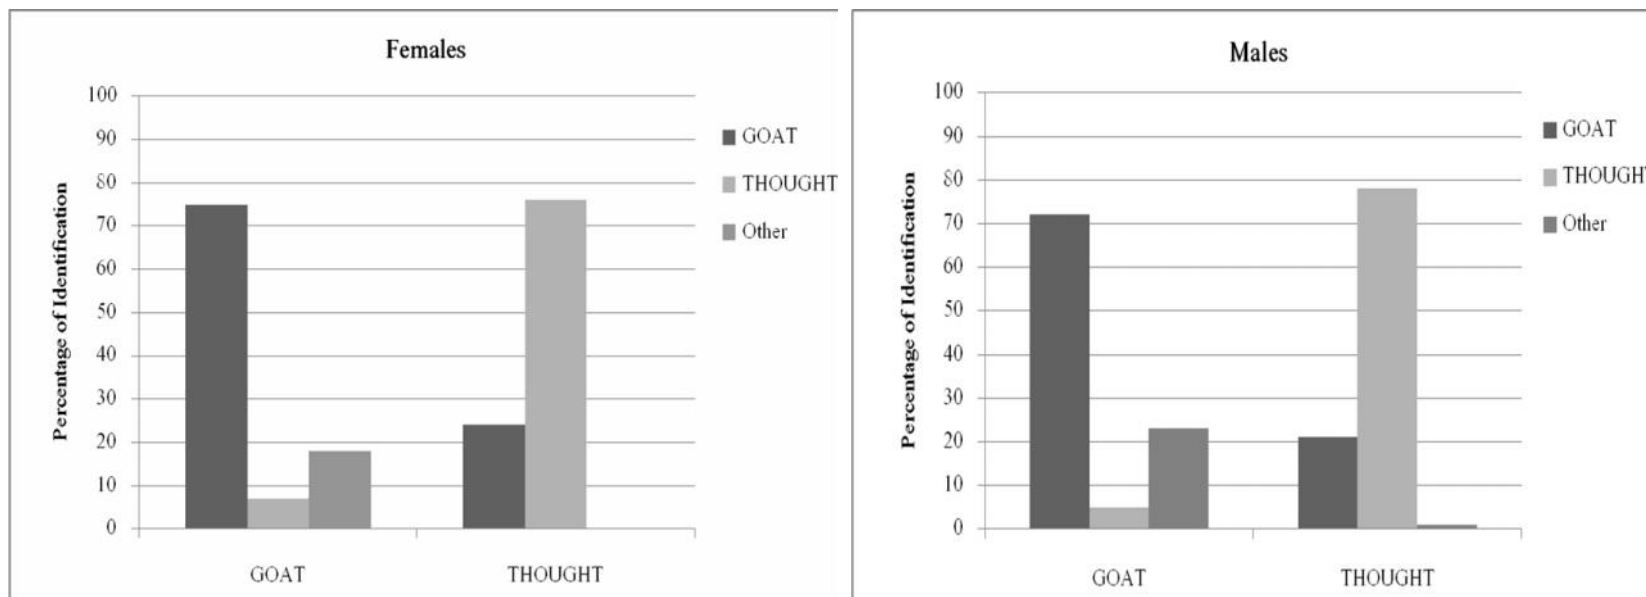 Females
100
90
80
70
60
50
40
30
20
10
0
Percentage of Identification
GOAT
THOUGHT
GOAT
THOUGHT
Other
Males
100
90
80
70
60
50
40
30
20
10
0
Percentage of Identification
GOAT
THOUGHT
GOAT
THOUGHT
Other